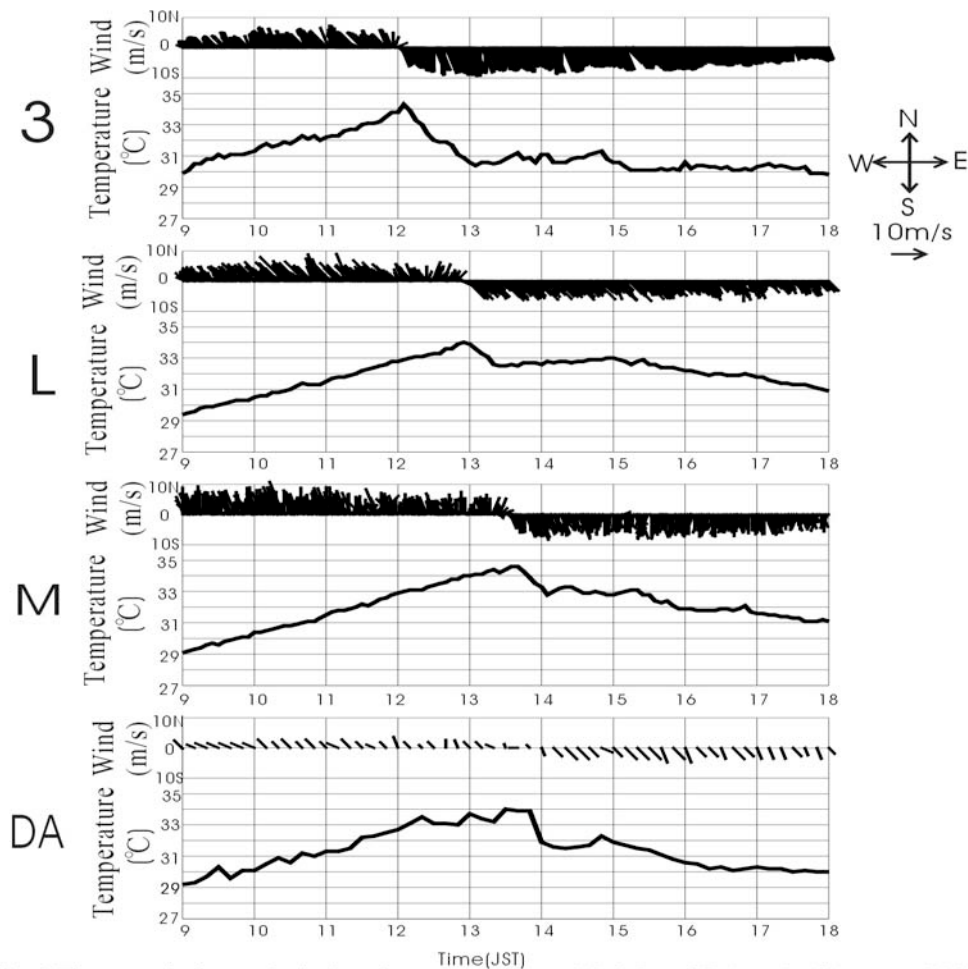 3
Temperature Wind
(℃) (m/s)
10N
0
10S
35
33
31
29
27
9 10 11 12 13 14 15 16 17 18
N
W E
S
10m/s
L
Temperature Wind
(℃) (m/s)
10N
0
10S
35
33
31
29
27
9 10 11 12 13 14 15 16 17 18
M
Temperature Wind
(℃) (m/s)
10N
0
10S
35
33
31
29
27
9 10 11 12 13 14 15 16 17 18
DA
Temperature Wind
(℃) (m/s)
10N
0
10S
35
33
31
29
27
9 10 11 12 13 14 15 16 17 18
Time(JST)